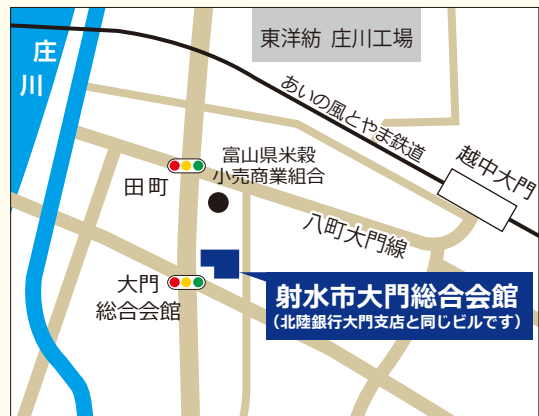 東洋紡 庄川工場
庄
川
あいの風とやま鉄道
越中大門
富山県米穀
小売商業組合
田町
八町大門線
大門
総合会館
射水市大門総合会館
（北陸銀行大門支店と同じビルです）